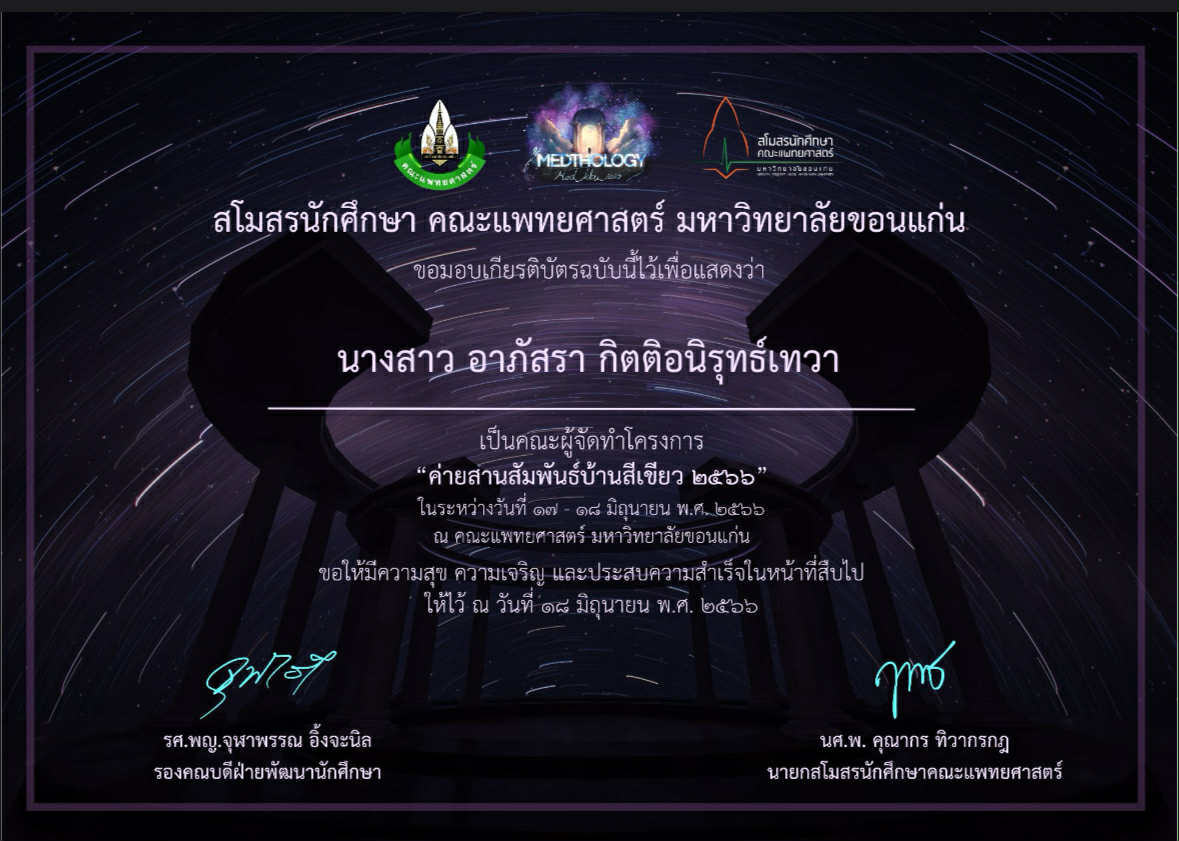 คณะแพทยศาสตร์
MEDTHOLOGY
สโมสรนักศึกษา
คณะแพทยศาสตร์
มหาวิทยาลัยขอนแก่น
สโมสรนักศึกษา คณะแพทยศาสตร์ มหาวิทยาลัยขอนแก่น
ขอมอบเกียรติบัตรฉบับนี้ไว้เพื่อแสดงว่า
นางสาว อาภัสรา กิตติอนิรุทธ์เทวา
เป็นคณะผู้จัดทำโครงการ
“ค่ายสานสัมพันธ์บ้านสีเขียว ๒๕๖๖”
ในระหว่างวันที่ ๑๗ - ๑๘ มิถุนายน พ.ศ. ๒๕๖๖
ณ คณะแพทยศาสตร์ มหาวิทยาลัยขอนแก่น
ขอให้มีความสุข ความเจริญ และประสบความสำเร็จในหน้าที่สืบไป
ให้ไว้ ณ วันที่ ๑๘ มิถุนายน พ.ศ. ๒๕๖๖
รศ.พญ.จุฬาพรรณ อิ้งจะนิล
รองคณบดีฝ่ายพัฒนานักศึกษา
นศ.พ. คุณากร ทิวากรกฎ
นายกสโมสรนักศึกษาคณะแพทยศาสตร์